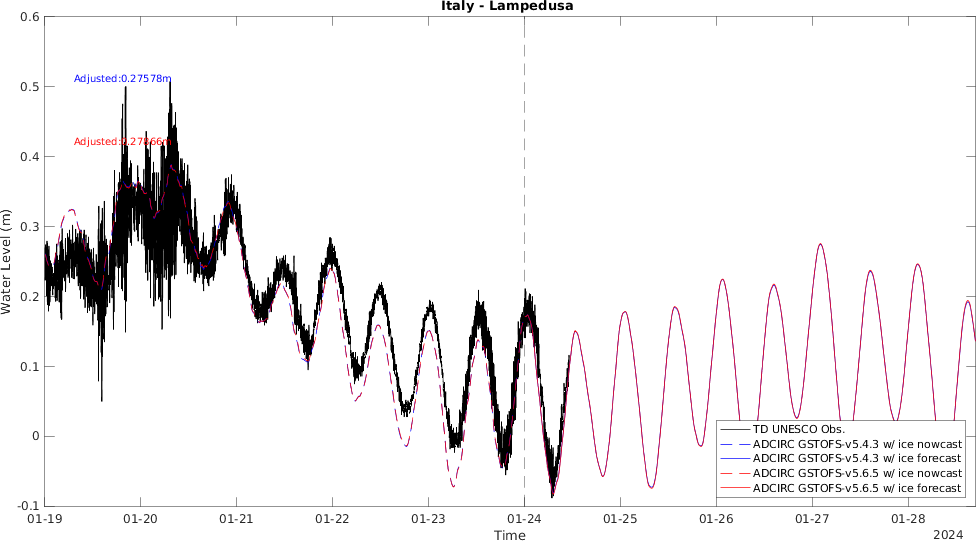 Italy - Lampedusa
0.6
0.5
0.4
0.3
0.2
0.1
0
-0.1
Water Level (m)
Adjusted:0.27578m
Adjusted:0.27866m
TD UNESCO Obs.
ADCIRC GSTOFS-v5.4.3 w/ ice nowcast
ADCIRC GSTOFS-v5.4.3 w/ ice forecast
ADCIRC GSTOFS-v5.6.5 w/ ice nowcast
ADCIRC GSTOFS-v5.6.5 w/ ice forecast
01-19 01-20 01-21 01-22 01-23 01-24 01-25 01-26 01-27 01-28
Time
2024